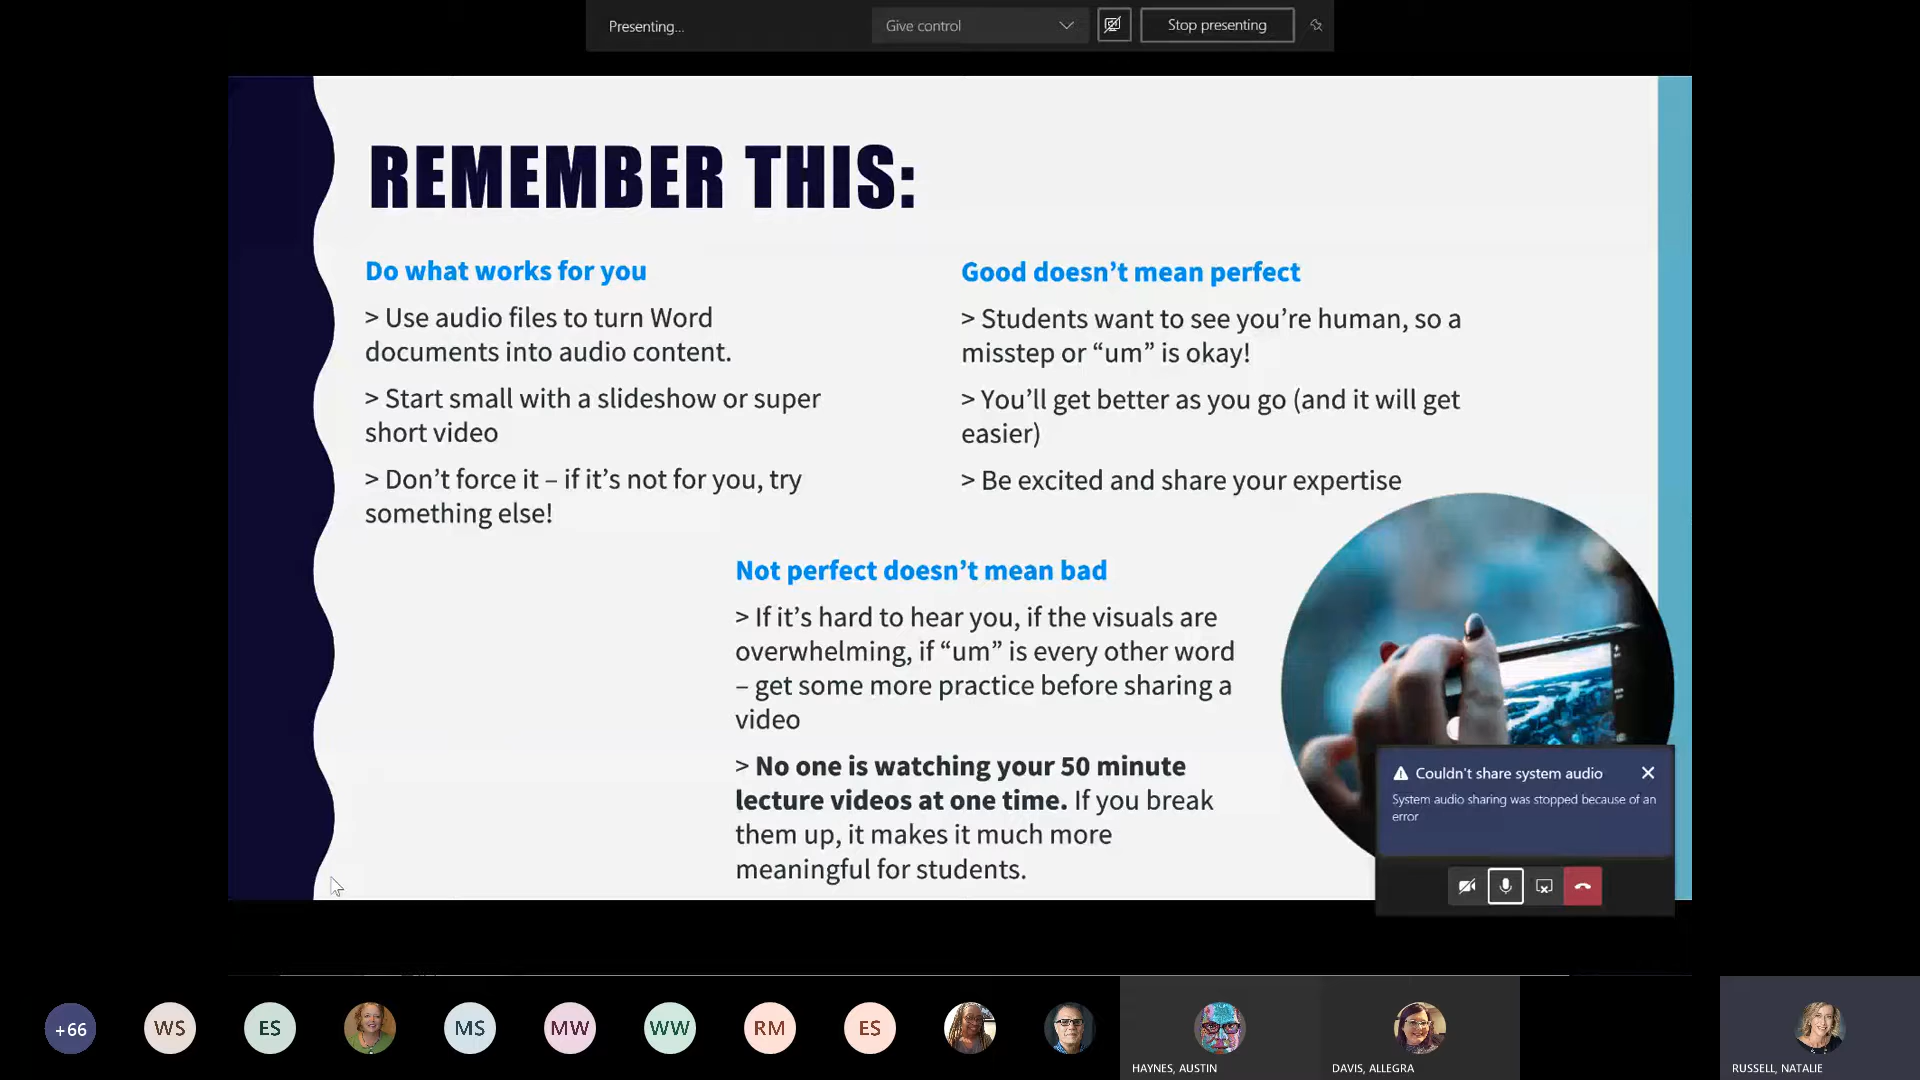 Presenting...
Give control
Stop presenting
REMEMBER THIS:
Do what works for you
> Use audio files to turn Word
documents into audio content.
> Start small with a slideshow or super
short video
> Don’t force it – if it’s not for you, try
something else!
Good doesn’t mean perfect
> Students want to see you’re human, so a
misstep or “um” is okay!
> You’ll get better as you go (and it will get
easier)
> Be excited and share your expertise
Not perfect doesn’t mean bad
> If it’s hard to hear you, if the visuals are
overwhelming, if “um” is every other word
– get some more practice before sharing a
video
> No one is watching your 50 minute
lecture videos at one time. If you break
them up, it makes it much more
meaningful for students.
Couldn't share system audio
System audio sharing was stopped because of an
error
+66
WS
ES
MS
MW
WW
RM
ES
HAYNES, AUSTIN
DAVIS, ALLEGRA
RUSSELL, NATALIE